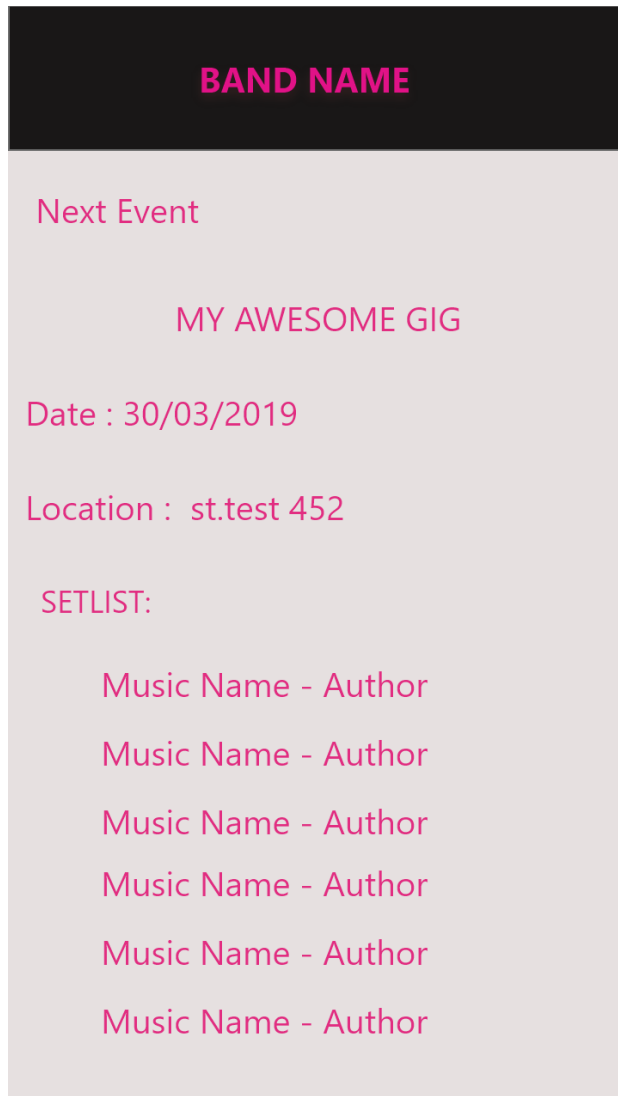 BAND NAME
Next Event
MY AWESOME GIG
Date : 30/03/2019
Location :  st.test 452
SETLIST:
Music Name - Author
Music Name - Author
Music Name - Author
Music Name - Author
Music Name - Author
Music Name - Author